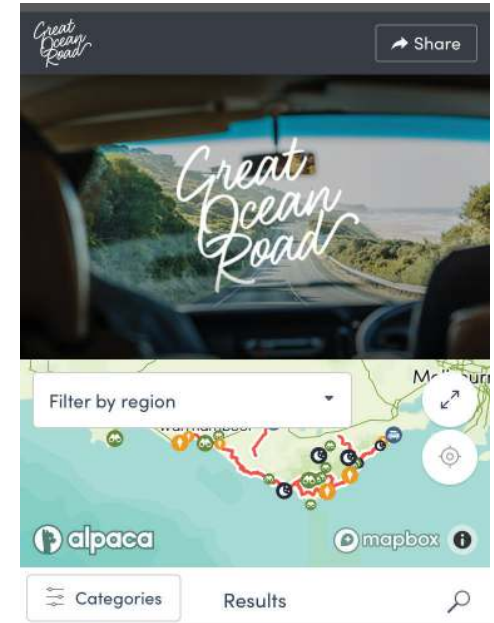 Great
Ocean
Road
Share
Great
Ocean
Road
Filter by region
alpaca
mapbox
Categories
Results